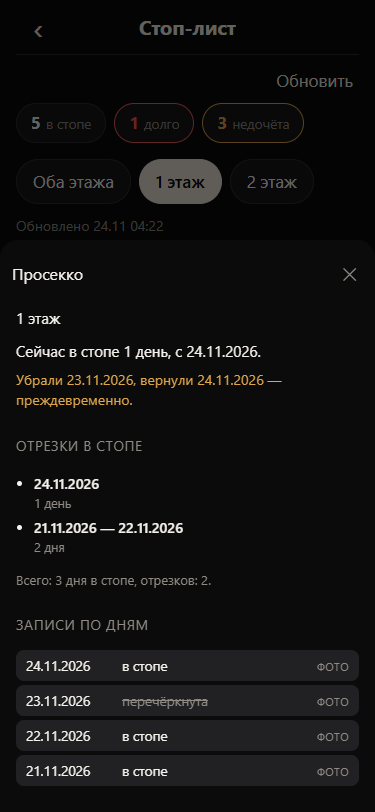 Стоп-лист
Обновить
5 в стопе
1 долго
3 недочёта
Оба этажа
1 этаж
2 этаж
Обновлено 24.11 04:22
Просекко
1 этаж
Сейчас в стопе 1 день, с 24.11.2026.
Убрали 23.11.2026, вернули 24.11.2026 —
преждевременно.
ОТРЕЗКИ В СТОПЕ
• 24.11.2026
1 день
• 21.11.2026 — 22.11.2026
2 дня
Всего: 3 дня в стопе, отрезков: 2.
ЗАПИСИ ПО ДНЯМ
24.11.2026 в стопе ФОТО
23.11.2026 перечёркнута ФОТО
22.11.2026 в стопе ФОТО
21.11.2026 в стопе ФОТО